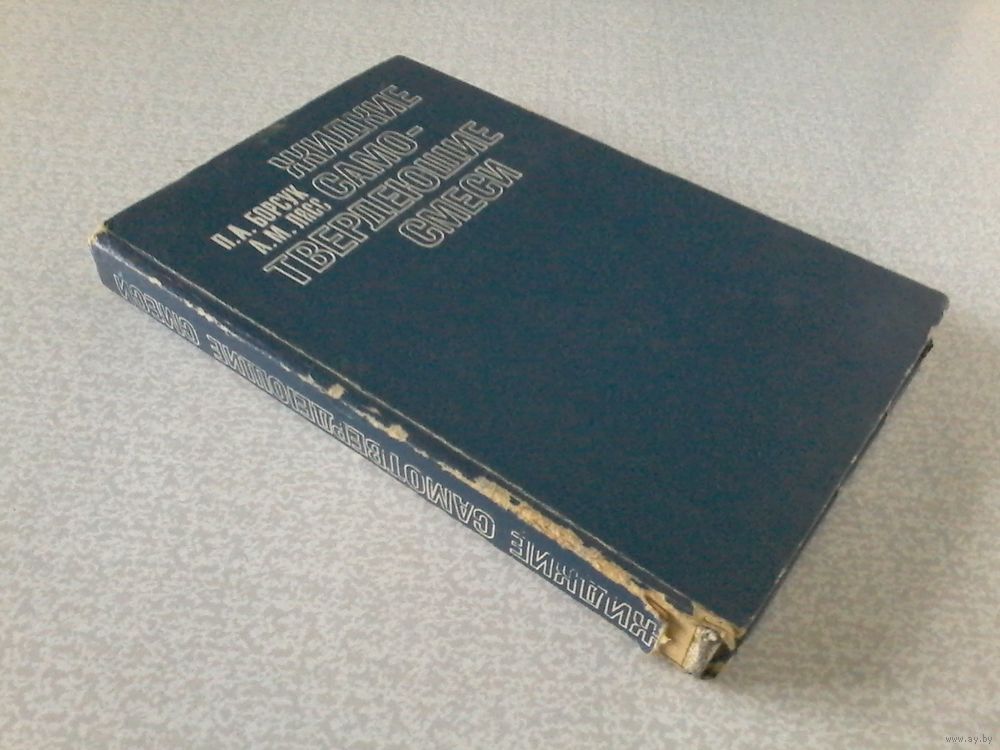 П.А. БОРСУК
А.М. ЛЯСС
ЖИДКИЕ
САМО-
ТВЕРДЕЮЩИЕ
СМЕСИ
ЖИДКИЕ САМОТВЕРДЕЮЩИЕ СМЕСИ
www.ay.by